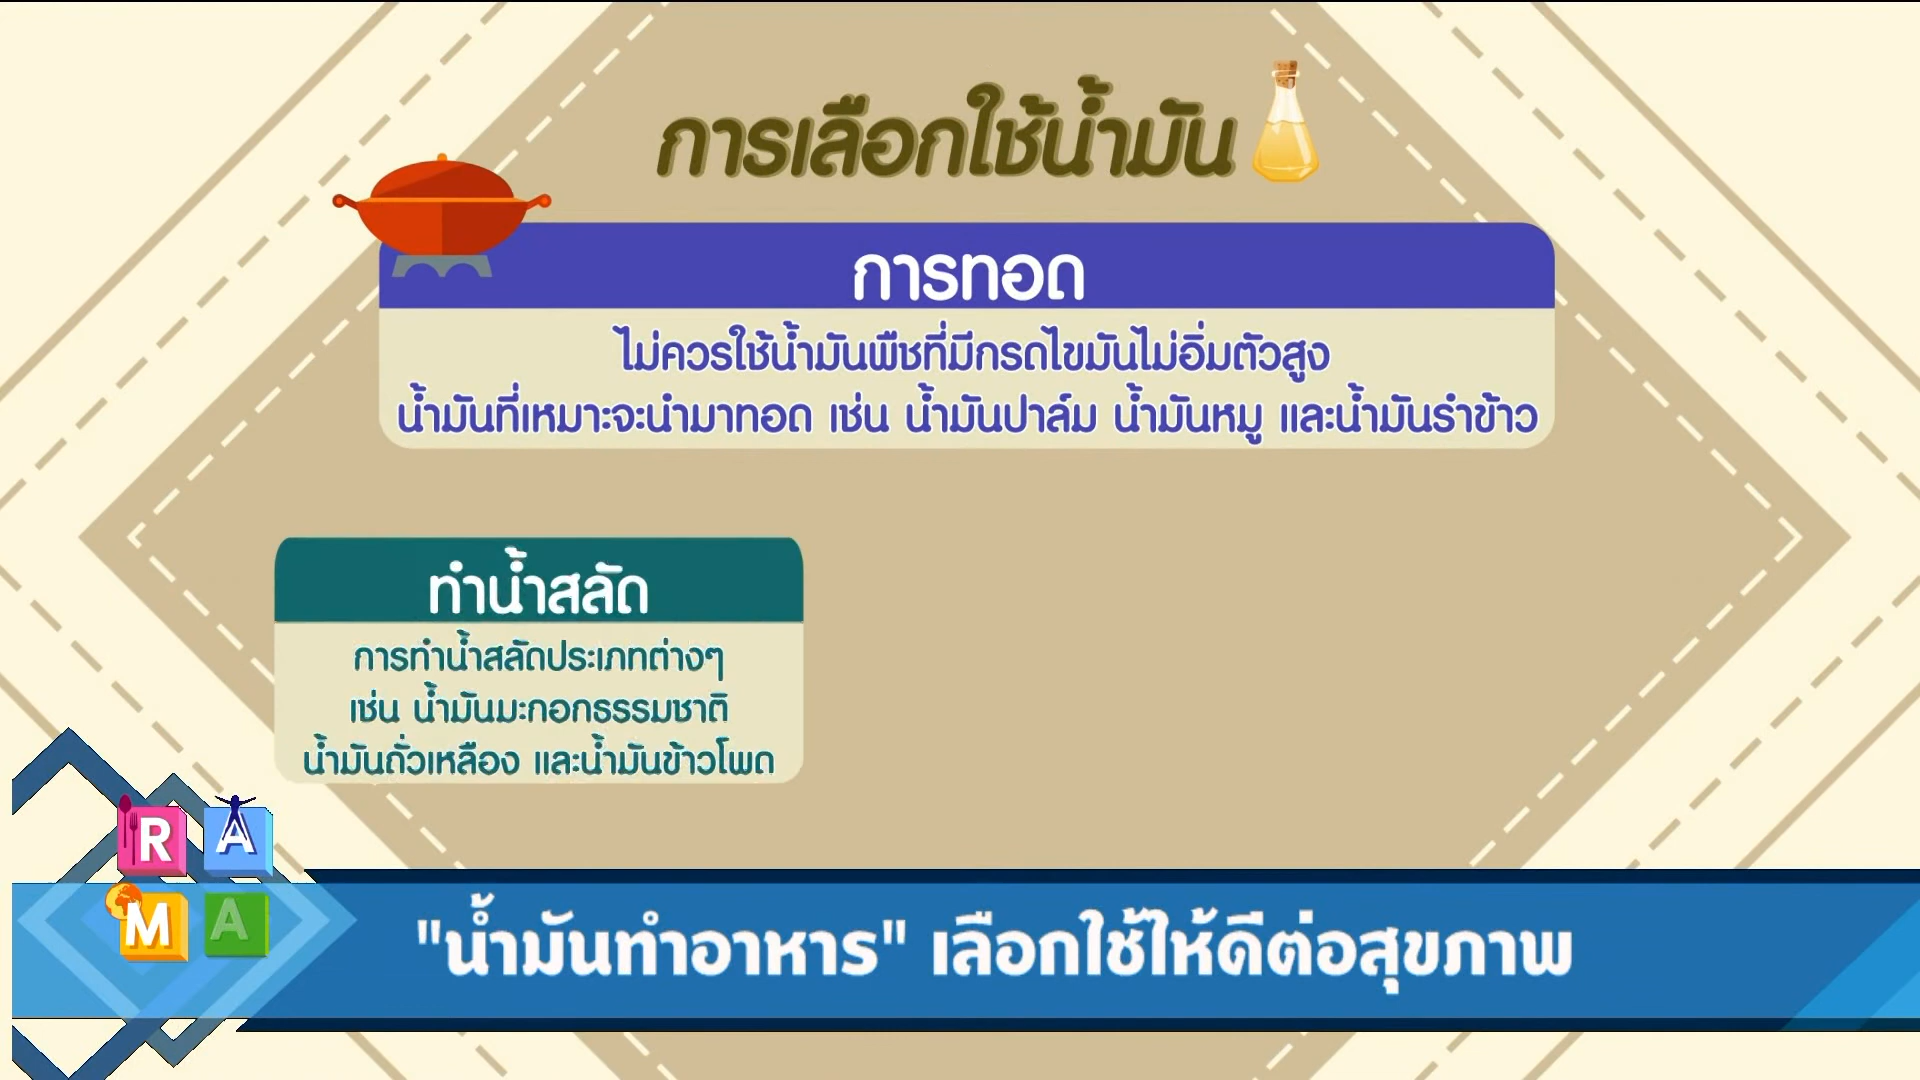 การเลือกใช้น้ำมัน
การทอด
ไม่ควรใช้น้ำมันพืชที่มีกรดไขมันไม่อิ่มตัวสูง
น้ำมันที่เหมาะจะนำมาทอด เช่น น้ำมันปาล์ม น้ำมันหมู และน้ำมันรำข้าว
ทำน้ำสลัด
การทำน้ำสลัดประเภทต่างๆ
เช่น น้ำมันมะกอกธรรมชาติ
น้ำมันถั่วเหลือง และน้ำมันข้าวโพด
RA
MA
"น้ำมันทำอาหาร" เลือกใช้ให้ดีต่อสุขภาพ